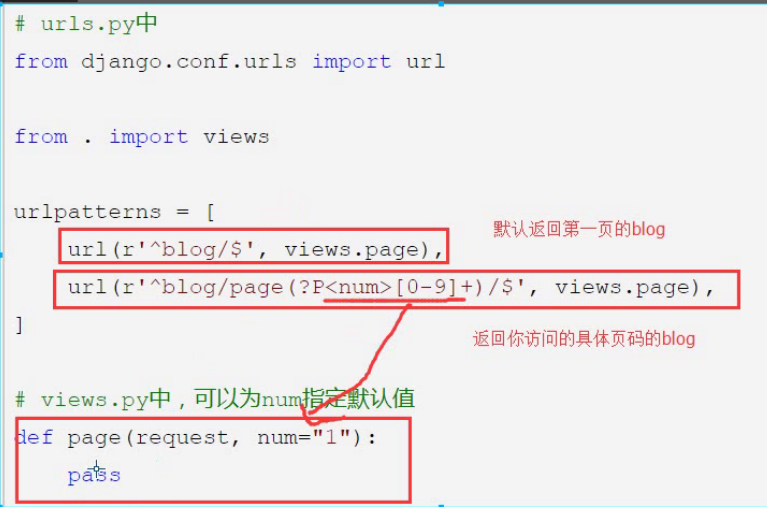 # urls.py中
from django.conf.urls import url
from . import views
urlpatterns = [
url(r'^blog/$', views.page),
默认返回第一页的blog
url(r'^blog/page(?P<num>[0-9]+)/$', views.page),
]
返回你访问的具体页码的blog
# views.py中，可以为num指定默认值
def page(request, num="1"):
pass